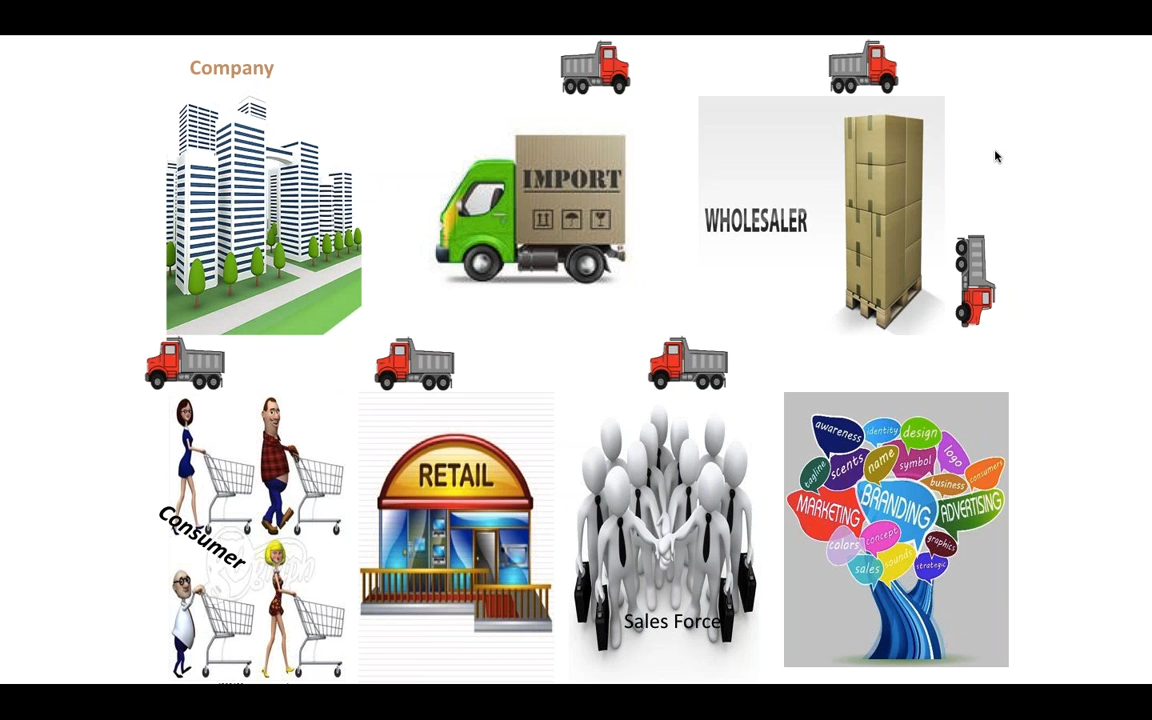 Company
IMPORT
WHOLESALER
Consumer
RETAIL
Sales Force
awareness
identity
design
logo
tagline
scents
name
symbol
business
consumers
MARKETING
BRANDING
ADVERTISING
colors
concept
graphics
sales
sounds
strategic